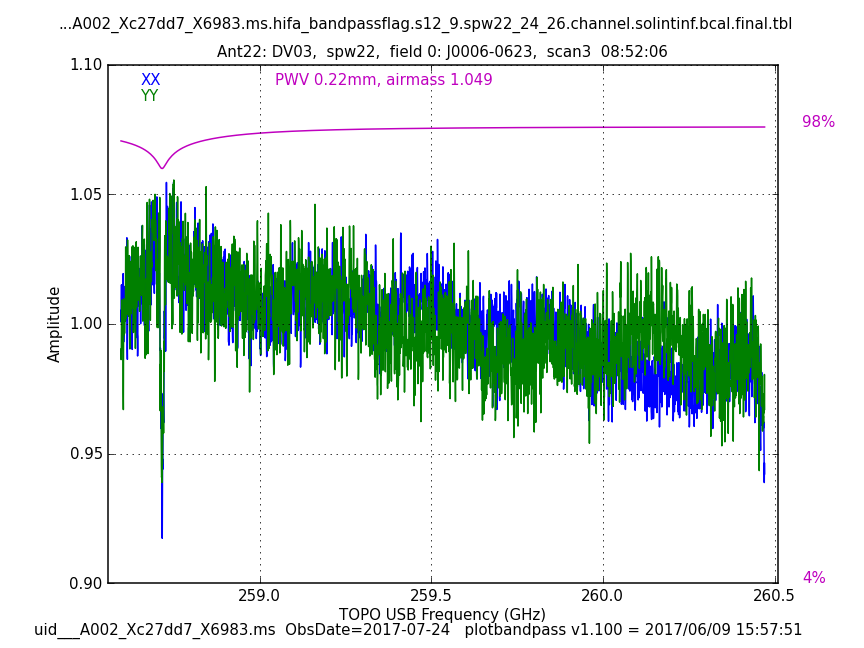 ...A002_Xc27dd7_X6983.ms.hifa_bandpassflag.s12_9.spw22_24_26.channel.solintinf.bcal.final.tbl
Ant22: DV03,  spw22,  field 0: J0006-0623,  scan3  08:52:06
1.10
XX
PWV 0.22mm, airmass 1.049
YY
98%
1.05
1.00
Amplitude
0.95
0.90
4%
259.0
259.5
260.0
260.5
TOPO USB Frequency (GHz)
uid___A002_Xc27dd7_X6983.ms  ObsDate=2017-07-24   plotbandpass v1.100 = 2017/06/09 15:57:51